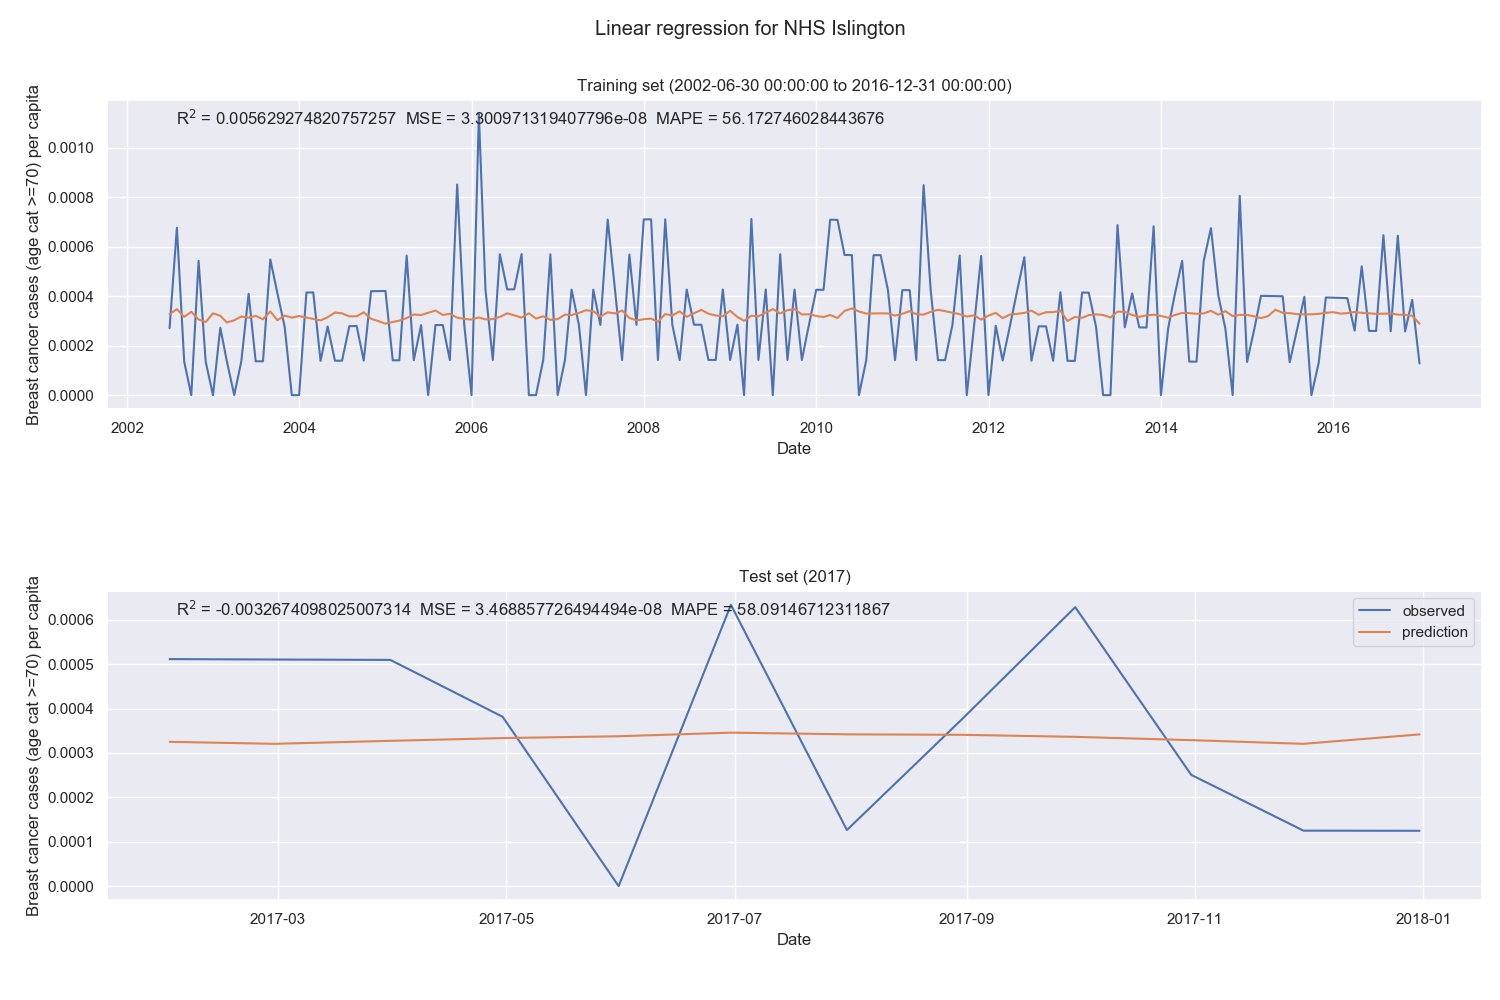 Linear regression for NHS Islington
Training set (2002-06-30 00:00:00 to 2016-12-31 00:00:00)
R² = 0.005629274820757257 MSE = 3.300971319407796e-08 MAPE = 56.172746028443676
Breast cancer cases (age cat >=70) per capita
0.0010
0.0008
0.0006
0.0004
0.0002
0.0000
2002 2004 2006 2008 2010 2012 2014 2016
Date
Test set (2017)
R² = -0.0032674098025007314 MSE = 3.468857726494494e-08 MAPE = 58.09146712311867
observed
prediction
Breast cancer cases (age cat >=70) per capita
0.0006
0.0005
0.0004
0.0003
0.0002
0.0001
0.0000
2017-03 2017-05 2017-07 2017-09 2017-11 2018-01
Date